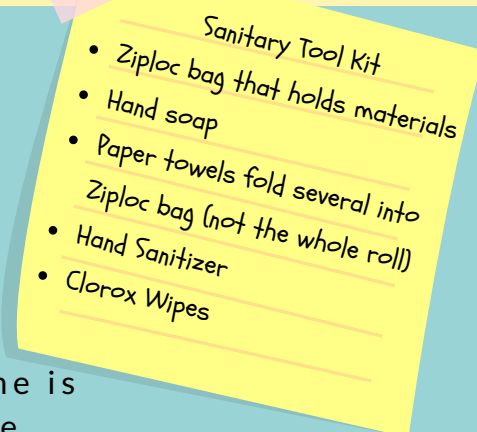 Sanitary Tool Kit
• Ziploc bag that holds materials
• Hand soap
• Paper towels fold several into
Ziploc bag (not the whole roll)
• Hand Sanitizer
• Clorox Wipes
is